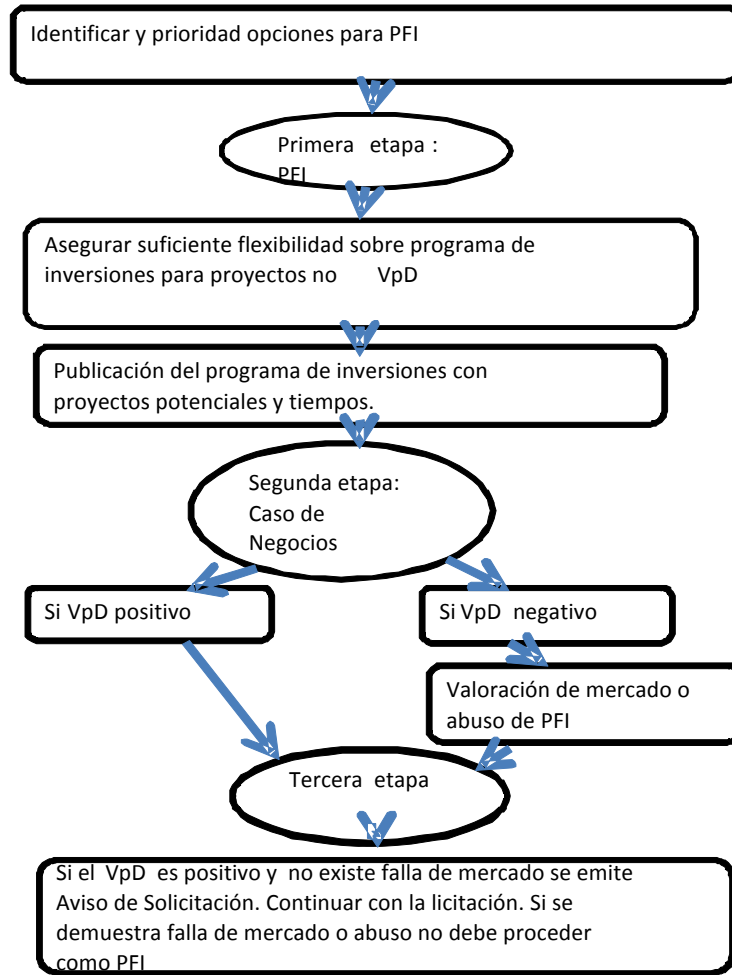 Identificar y prioridad opciones para PFI
Primera etapa :
PFI
Asegurar suficiente flexibilidad sobre programa de
inversiones para proyectos no VpD
Publicación del programa de inversiones con
proyectos potenciales y tiempos.
Segunda etapa:
Caso de
Negocios
Si VpD positivo
Si VpD negativo
Valoración de mercado o
abuso de PFI
Tercera etapa
Si el VpD es positivo y no existe falla de mercado se emite
Aviso de Solicitación. Continuar con la licitación. Si se
demuestra falla de mercado o abuso no debe proceder
como PFI